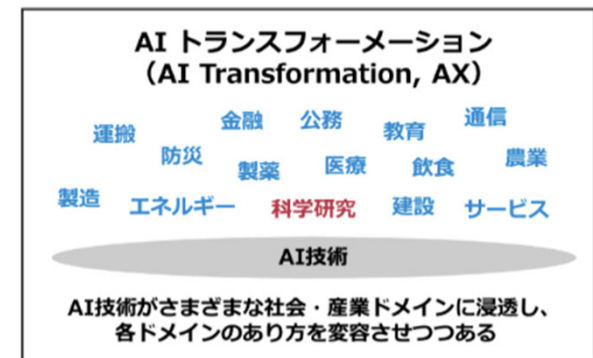 AI トランスフォーメーション
（AI Transformation, AX）
運搬 金融 公務 教育 通信
防災 製薬 医療 飲食 農業
製造 エネルギー 科学研究 建設 サービス
AI技術
AI技術がさまざまな社会・産業ドメインに浸透し、
各ドメインのあり方を変容させつつある